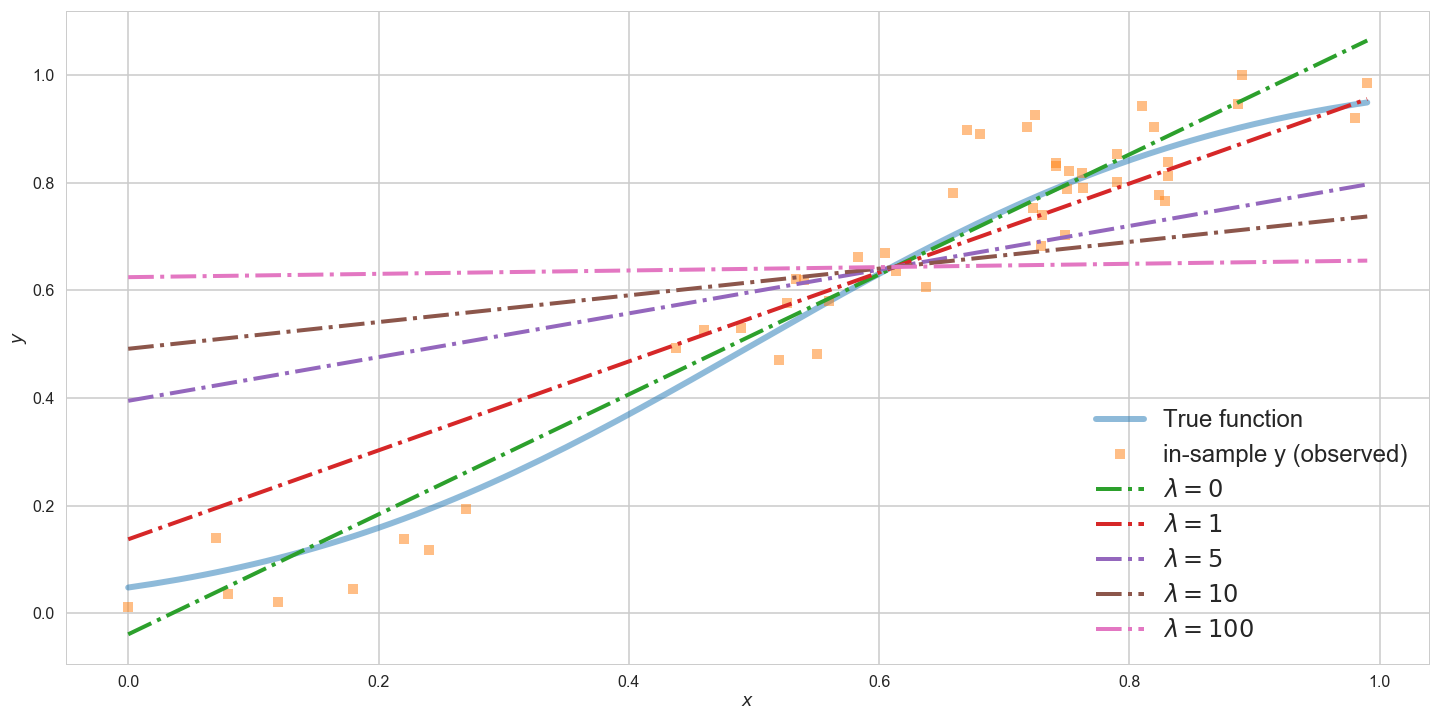 1.0
0.8
0.6
0.4
0.2
0.0
y
0.0 0.2 0.4 0.6 0.8 1.0
x
True function
in-sample y (observed)
λ = 0
λ = 1
λ = 5
λ = 10
λ = 100